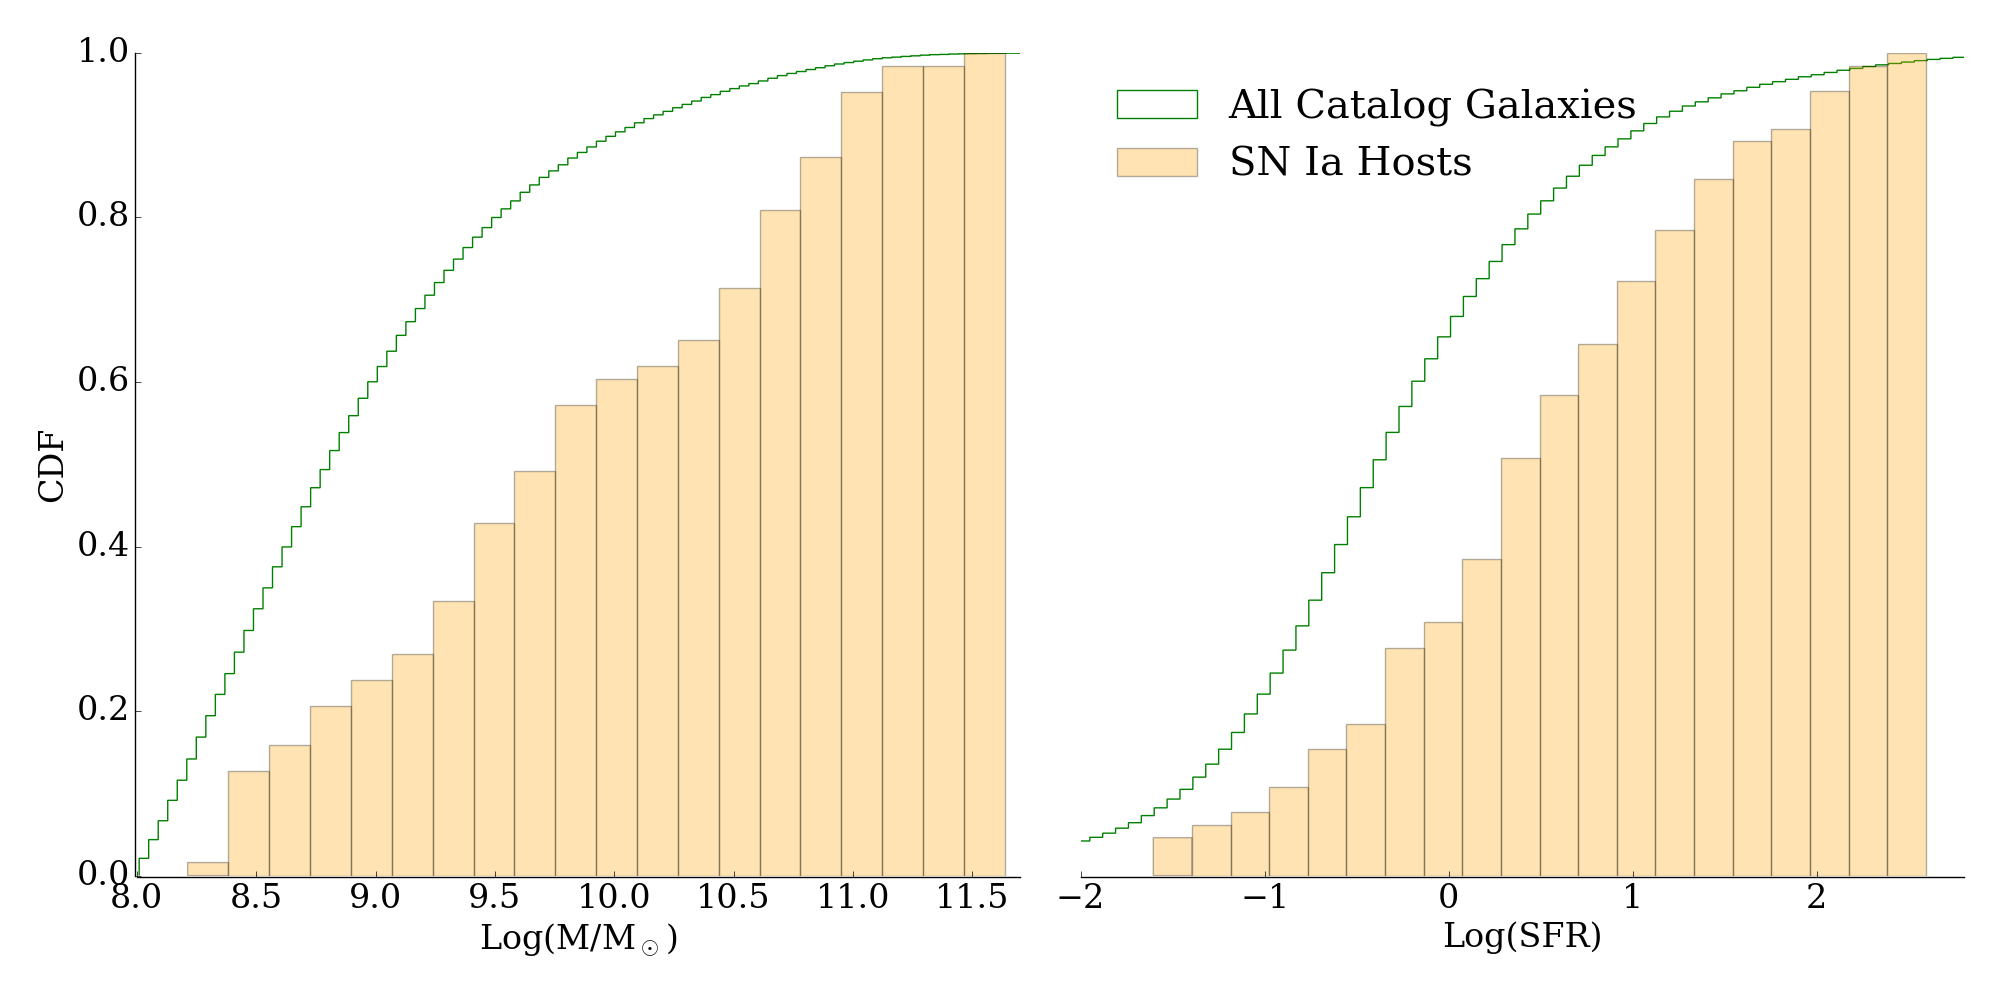 1.0
0.8
0.6
0.4
0.2
0.0
CDF
8.0 8.5 9.0 9.5 10.0 10.5 11.0 11.5
Log(M/M☉)
All Catalog Galaxies
SN Ia Hosts
−2 −1 0 1 2
Log(SFR)